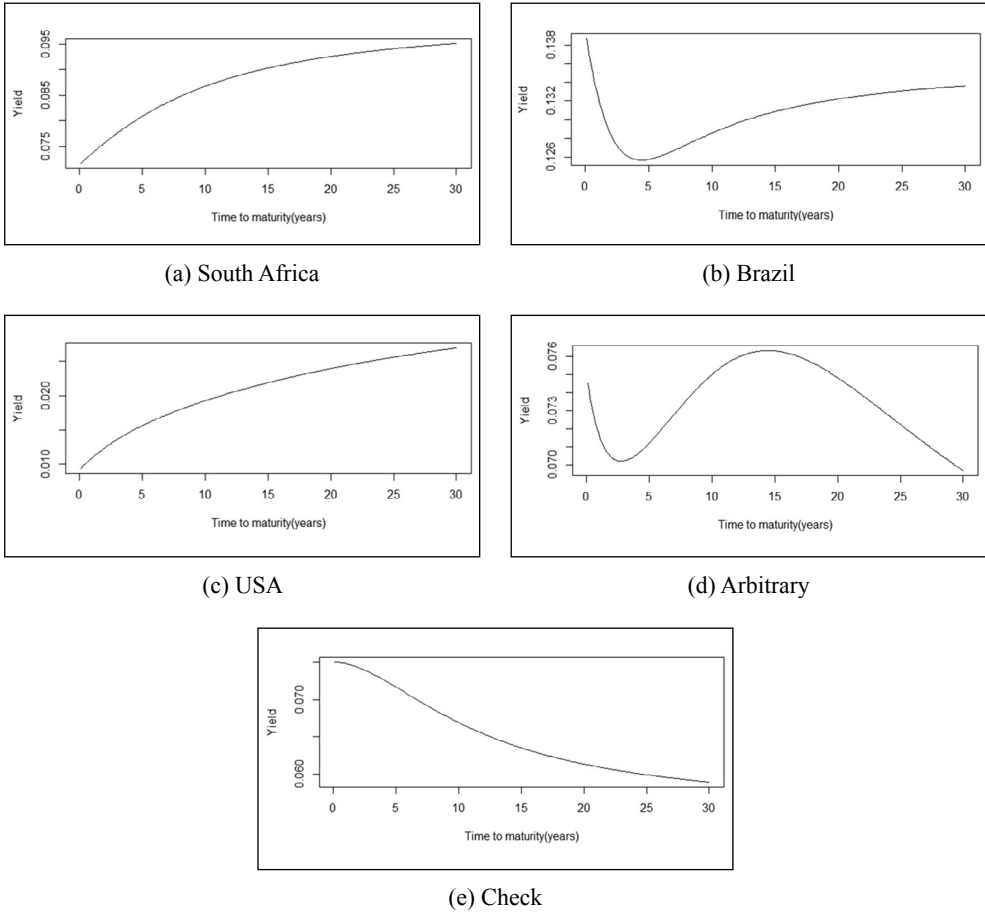 0.095
0.085
0.075
Yield
0 5 10 15 20 25 30
Time to maturity(years)
(a) South Africa
0.138
0.132
0.126
Yield
0 5 10 15 20 25 30
Time to maturity(years)
(b) Brazil
0.020
0.010
Yield
0 5 10 15 20 25 30
Time to maturity(years)
(c) USA
0.076
0.073
0.070
Yield
0 5 10 15 20 25 30
Time to maturity(years)
(d) Arbitrary
0.070
0.060
Yield
0 5 10 15 20 25 30
Time to maturity(years)
(e) Check